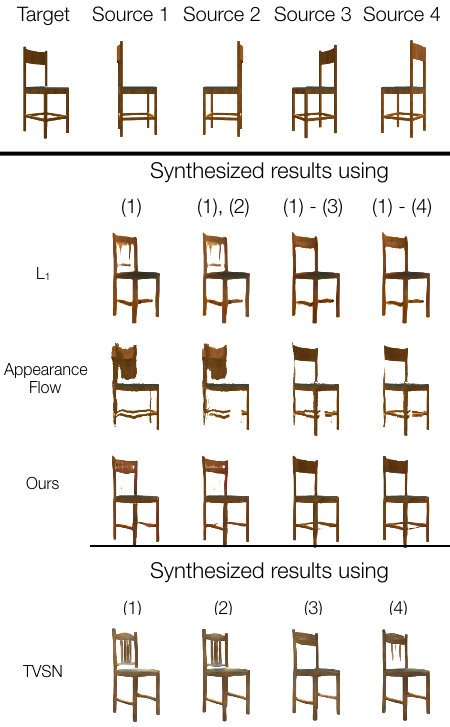 Target Source 1 Source 2 Source 3 Source 4
Synthesized results using
(1) (1), (2) (1) - (3) (1) - (4)
L1
Appearance
Flow
Ours
Synthesized results using
(1) (2) (3) (4)
TVSN